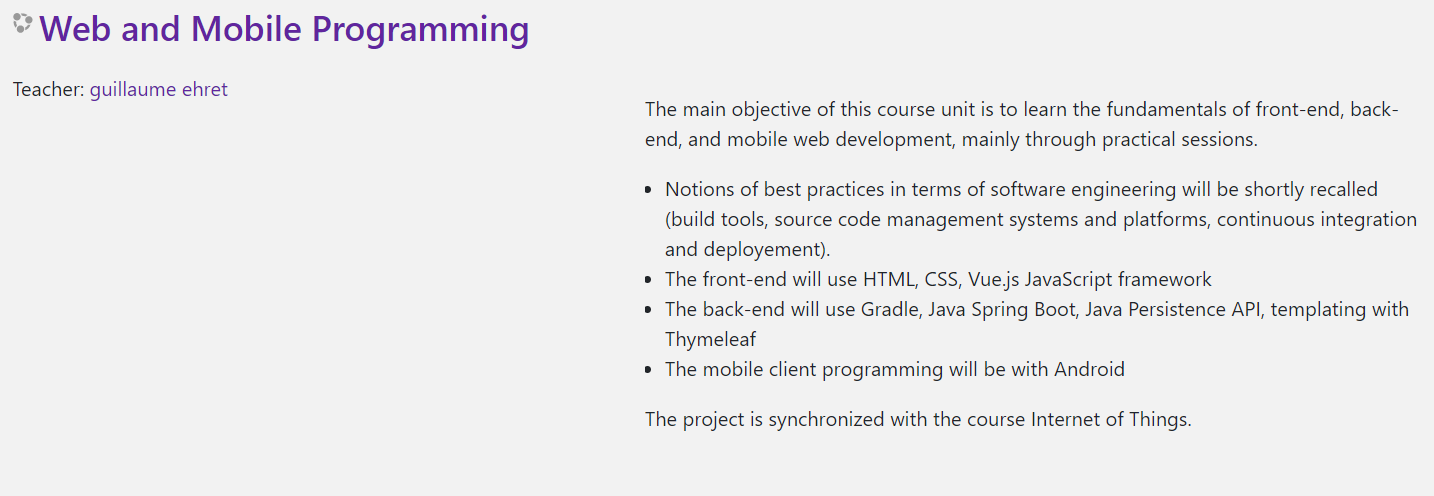 Web and Mobile Programming
Teacher: guillaume ehret
The main objective of this course unit is to learn the fundamentals of front-end, back-
end, and mobile web development, mainly through practical sessions.
• Notions of best practices in terms of software engineering will be shortly recalled
(build tools, source code management systems and platforms, continuous integration
and deployement).
• The front-end will use HTML, CSS, Vue.js JavaScript framework
• The back-end will use Gradle, Java Spring Boot, Java Persistence API, templating with
Thymeleaf
• The mobile client programming will be with Android
The project is synchronized with the course Internet of Things.